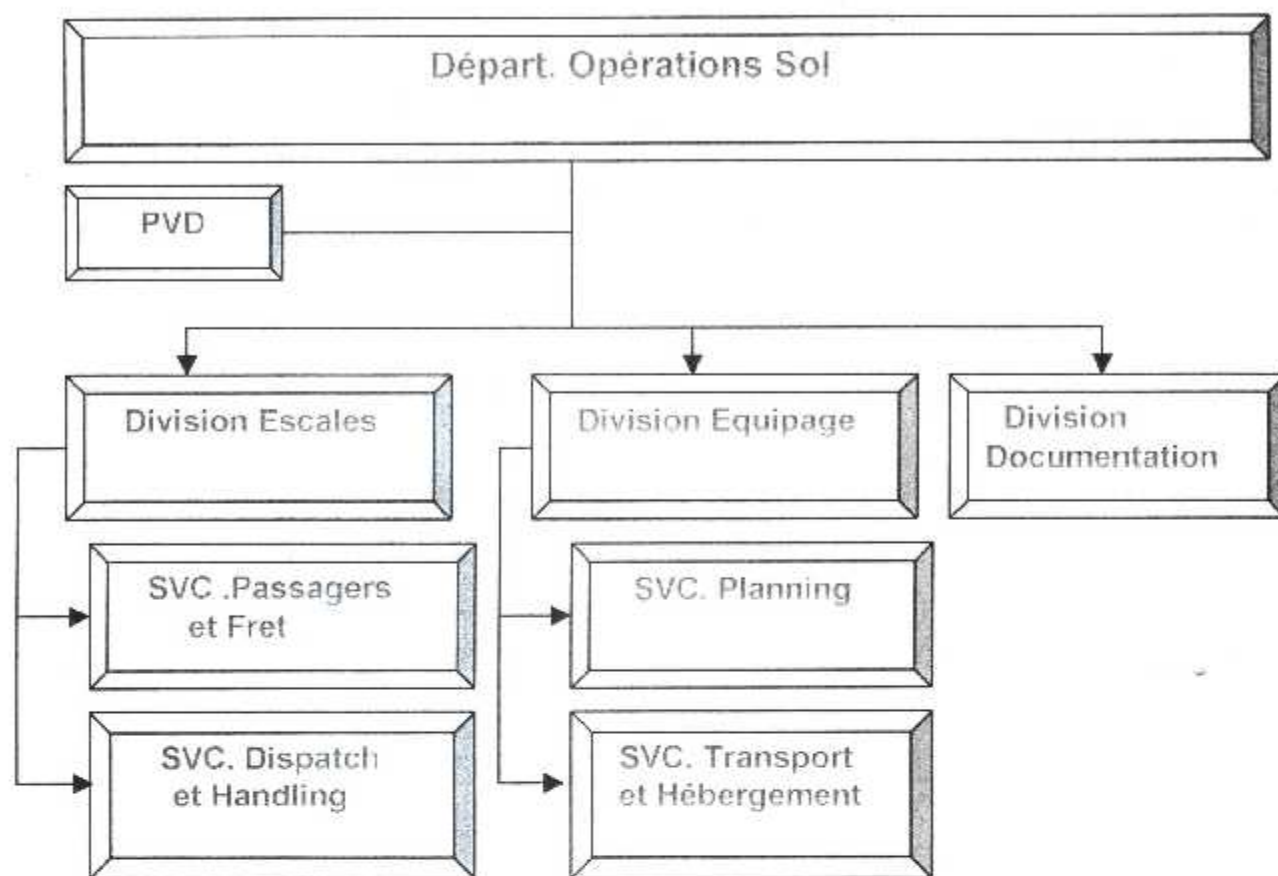 Départ. Opérations Sol
PVD
Division Escales
Division Equipage
Division
Documentation
SVC .Passagers
et Fret
SVC. Planning
SVC. Dispatch
et Handling
SVC. Transport
et Hébergement